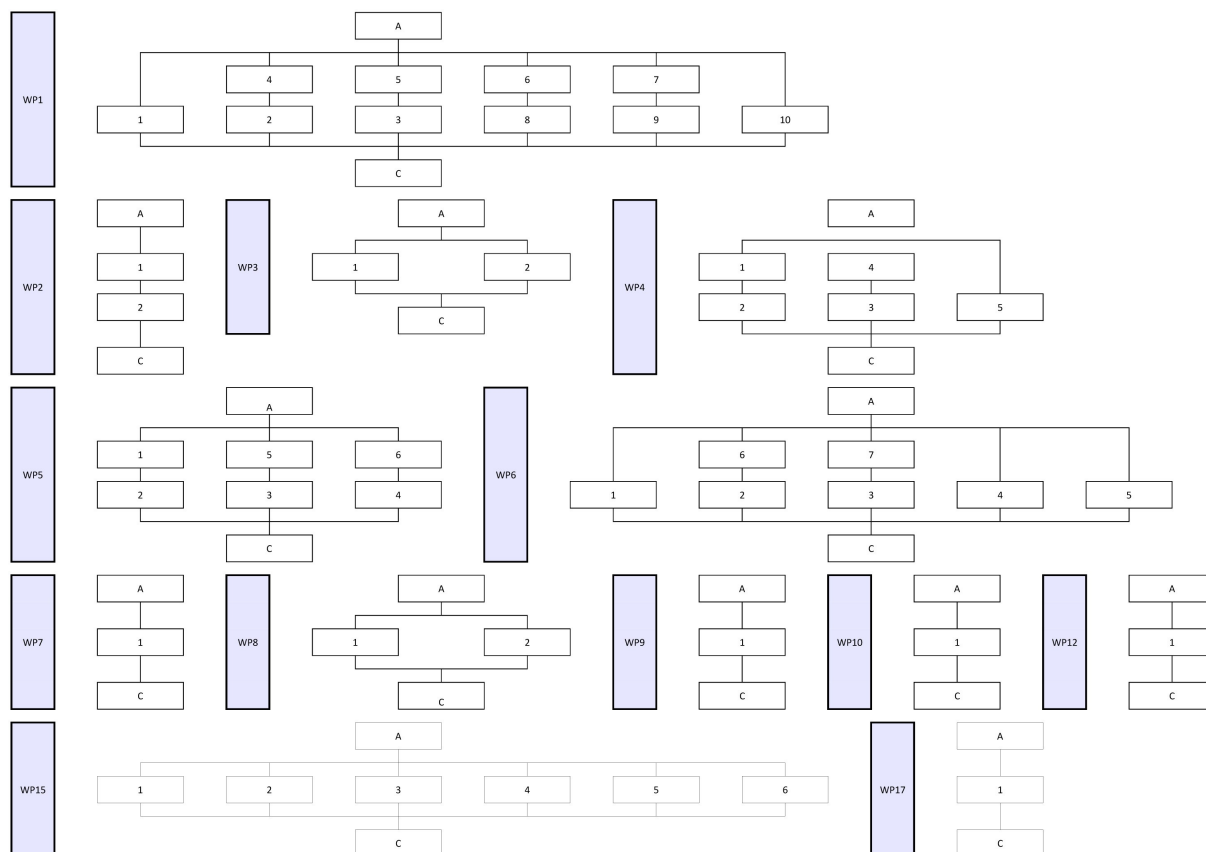 A
4 5 6 7
WP1
1 2 3 8 9 10
C
A A A
1 1 2 1 4
WP2 WP3 WP4
2 C 2 3 5
C C
A A
1 5 6 6 7
WP5 WP6
2 3 4 1 2 3 4 5
C C
A A A A A
WP7 1 WP8 1 2 WP9 1 WP10 1 WP12 1
C C C C C
A A
WP15 1 2 3 4 5 6 WP17 1
C C